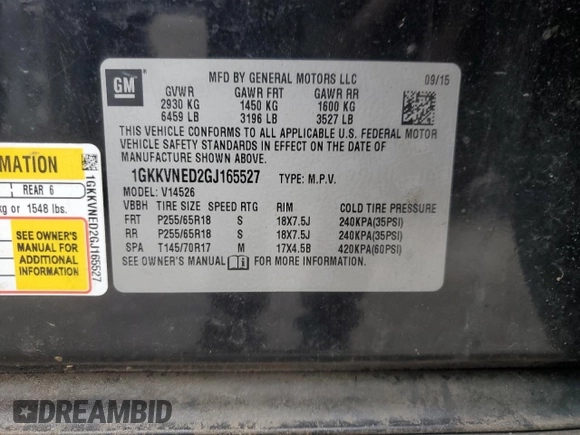 GM
MFD BY GENERAL MOTORS LLC 09/15
GVWR GAWR FRT GAWR RR
2930 KG 1450 KG 1600 KG
6459 LB 3196 LB 3527 LB
THIS VEHICLE CONFORMS TO ALL APPLICABLE U.S. FEDERAL MOTOR
VEHICLE SAFETY STANDARDS IN EFFECT ON THE DATE OF
MANUFACTURE SHOWN ABOVE.
1GKKVNED2GJ165527 TYPE: M.P.V.
MODEL: V14526
VBBH TIRE SIZE SPEED RTG RIM COLD TIRE PRESSURE
FRT P255/65R18 S 18X7.5J 240KPA(35PSI)
RR P255/65R18 S 18X7.5J 240KPA(35PSI)
SPA T145/70R17 M 17X4.5B 420KPA(60PSI)
SEE OWNER'S MANUAL FOR MORE INFORMATION.
RMATION
REAR 6
kg or 1548 lbs.
SEE OWNER'S
MANUAL FOR
ADDITIONAL
INFORMATION
1GKKVNED2GJ165527
DREAMBID